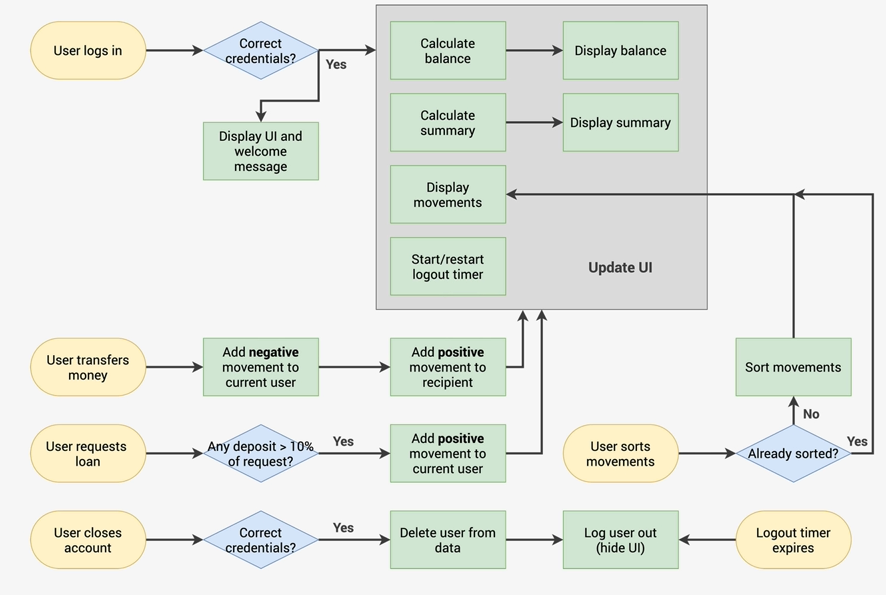 User logs in
Correct
credentials?
Yes
Display UI and
welcome
message
Calculate
balance
Display balance
Calculate
summary
Display summary
Display
movements
Start/restart
logout timer
Update UI
User transfers
money
Add negative
movement to
current user
Add positive
movement to
recipient
Sort movements
No
User requests
loan
Any deposit > 10%
of request?
Yes
Add positive
movement to
current user
User sorts
movements
Already sorted?
Yes
User closes
account
Correct
credentials?
Yes
Delete user from
data
Log user out
(hide UI)
Logout timer
expires